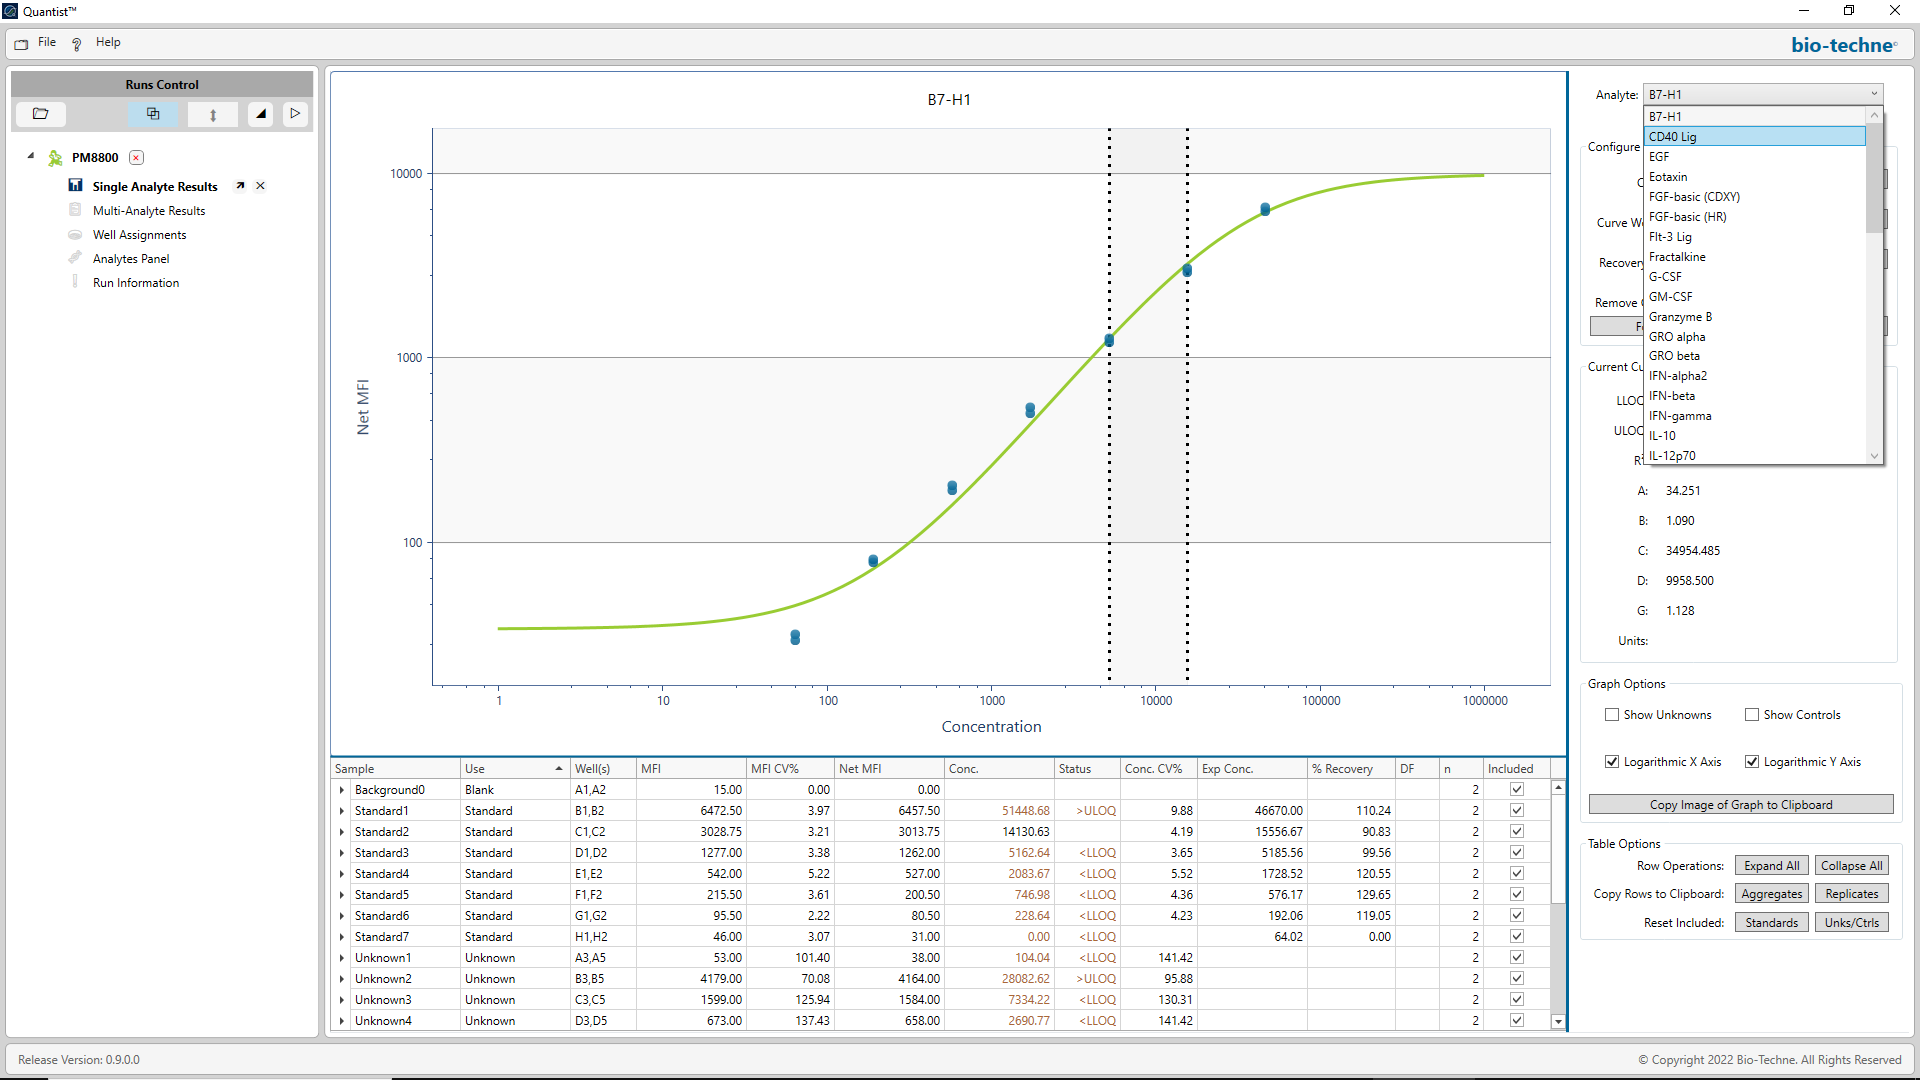 Quantist™
File Help
bio-techne
Runs Control
PM8800
Single Analyte Results
Multi-Analyte Results
Well Assignments
Analytes Panel
Run Information
B7-H1
Net MFI
10000
1000
100
1 10 100 1000 10000 100000 1000000
Concentration
Sample Use Well(s) MFI MFI CV% Net MFI Conc. Status Conc. CV% Exp Conc. % Recovery DF n Included
Background0 Blank A1,A2 15.00 0.00 0.00 2
Standard1 Standard B1,B2 6472.50 3.97 6457.50 51448.68 >ULOQ 9.88 46670.00 110.24 2
Standard2 Standard C1,C2 3028.75 3.21 3013.75 14130.63 4.19 15556.67 90.83 2
Standard3 Standard D1,D2 1277.00 3.38 1262.00 5162.64 <LLOQ 3.65 5185.56 99.56 2
Standard4 Standard E1,E2 542.00 5.22 527.00 2083.67 <LLOQ 5.52 1728.52 120.55 2
Standard5 Standard F1,F2 215.50 3.61 200.50 746.98 <LLOQ 4.36 576.17 129.65 2
Standard6 Standard G1,G2 95.50 2.22 80.50 228.64 <LLOQ 4.23 192.06 119.05 2
Standard7 Standard H1,H2 46.00 3.07 31.00 0.00 <LLOQ 64.02 0.00 2
Unknown1 Unknown A3,A5 53.00 101.40 38.00 104.04 <LLOQ 141.42 2
Unknown2 Unknown B3,B5 4179.00 70.08 4164.00 28082.62 >ULOQ 95.88 2
Unknown3 Unknown C3,C5 1599.00 125.94 1584.00 7334.22 <LLOQ 130.31 2
Unknown4 Unknown D3,D5 673.00 137.43 658.00 2690.77 <LLOQ 141.42 2
Analyte: B7-H1
B7-H1
CD40 Lig
EGF
Eotaxin
FGF-basic (CDXY)
FGF-basic (HR)
Flt-3 Lig
Fractalkine
G-CSF
GM-CSF
Granzyme B
GRO alpha
GRO beta
IFN-alpha2
IFN-beta
IFN-gamma
IL-10
IL-12p70
Configure
Curve W
Recovery
Remove
Current Cu
LLOQ
ULOQ
A: 34.251
B: 1.090
C: 34954.485
D: 9958.500
G: 1.128
Units:
Graph Options
Show Unknowns Show Controls
Logarithmic X Axis Logarithmic Y Axis
Copy Image of Graph to Clipboard
Table Options
Row Operations: Expand All Collapse All
Copy Rows to Clipboard: Aggregates Replicates
Reset Included: Standards Unks/Ctrls
Release Version: 0.9.0.0
© Copyright 2022 Bio-Techne. All Rights Reserved